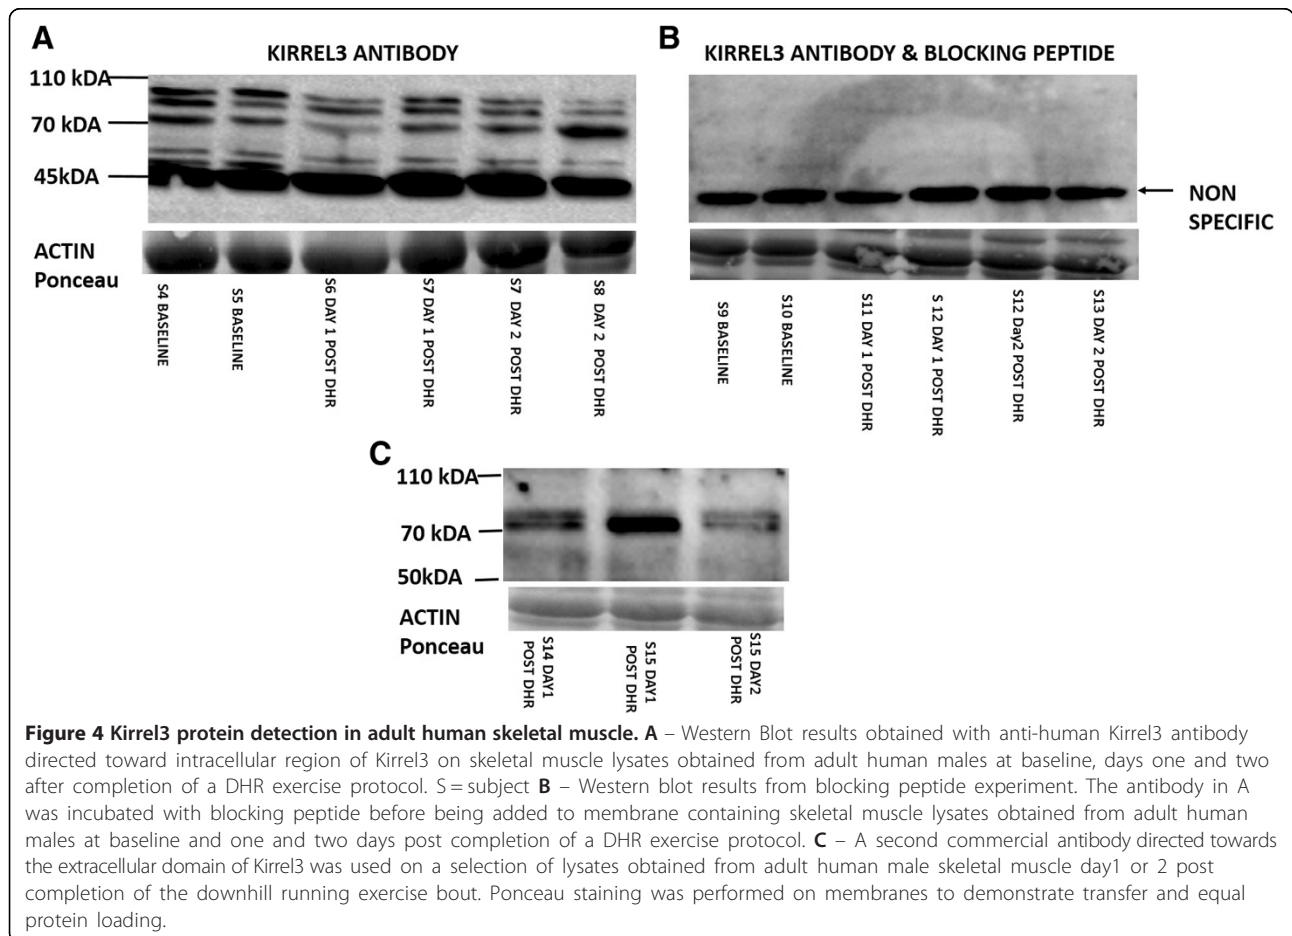 A
KIRREL3 ANTIBODY
110 kDA
70 kDA
45kDA
ACTIN
Ponceau
S4 BASELINE
S5 BASELINE
S6 DAY 1 POST DHR
S7 DAY 1 POST DHR
S7 DAY 2 POST DHR
S8 DAY 2 POST DHR
B
KIRREL3 ANTIBODY & BLOCKING PEPTIDE
NON
SPECIFIC
S9 BASELINE
S10 BASELINE
S11 DAY 1 POST DHR
S 12 DAY 1 POST DHR
S12 Day2 POST DHR
S13 DAY 2 POST DHR
C
110 kDA
70 kDA
50kDA
ACTIN
Ponceau
S14 DAY1
POST DHR
S15 DAY1
POST DHR
S15 DAY2
POST DHR
Figure 4 Kirrel3 protein detection in adult human skeletal muscle. A – Western Blot results obtained with anti-human Kirrel3 antibody
directed toward intracellular region of Kirrel3 on skeletal muscle lysates obtained from adult human males at baseline, days one and two
after completion of a DHR exercise protocol. S = subject B – Western blot results from blocking peptide experiment. The antibody in A
was incubated with blocking peptide before being added to membrane containing skeletal muscle lysates obtained from adult human
males at baseline and one and two days post completion of a DHR exercise protocol. C – A second commercial antibody directed towards
the extracellular domain of Kirrel3 was used on a selection of lysates obtained from adult human male skeletal muscle day1 or 2 post
completion of the downhill running exercise bout. Ponceau staining was performed on membranes to demonstrate transfer and equal
protein loading.